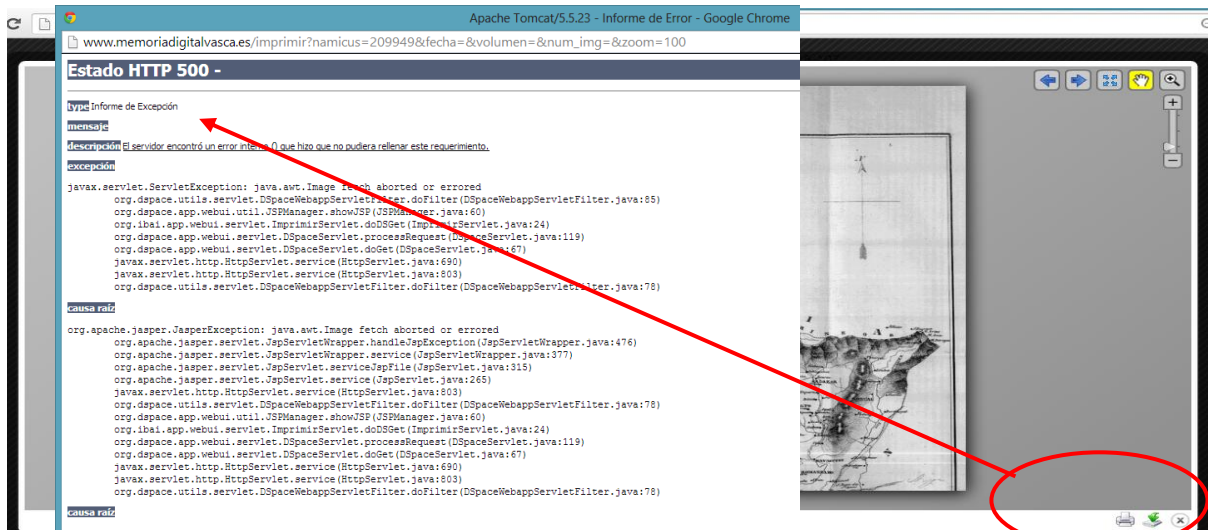 Apache Tomcat/5.5.23 - Informe de Error - Google Chrome
www.memoriadigitalvasca.es/imprimir?namicus=209949&fecha=&volumen=&num_img=&zoom=100
Estado HTTP 500 -
type Informe de Excepción
mensaje
descripción El servidor encontró un error interno () que hizo que no pudiera rellenar este requerimiento.
excepción
javax.servlet.ServletException: java.awt.Image fetch aborted or errored
org.dspace.utils.servlet.DSpaceWebappServletFilter.doFilter(DSpaceWebappServletFilter.java:85)
org.dspace.app.webui.util.JSPManager.showJSP(JSPManager.java:60)
org.ibai.app.webui.servlet.ImprimirServlet.doDSGet(ImprimirServlet.java:24)
org.dspace.app.webui.servlet.DSpaceServlet.processRequest(DSpaceServlet.java:119)
org.dspace.app.webui.servlet.DSpaceServlet.doGet(DSpaceServlet.java:67)
javax.servlet.http.HttpServlet.service(HttpServlet.java:690)
javax.servlet.http.HttpServlet.service(HttpServlet.java:803)
org.dspace.utils.servlet.DSpaceWebappServletFilter.doFilter(DSpaceWebappServletFilter.java:78)
causa raíz
org.apache.jasper.JasperException: java.awt.Image fetch aborted or errored
org.apache.jasper.servlet.JspServletWrapper.handleJspException(JspServletWrapper.java:476)
org.apache.jasper.servlet.JspServletWrapper.service(JspServletWrapper.java:377)
org.apache.jasper.servlet.JspServlet.serviceJspFile(JspServlet.java:315)
org.apache.jasper.servlet.JspServlet.service(JspServlet.java:265)
javax.servlet.http.HttpServlet.service(HttpServlet.java:803)
org.dspace.utils.servlet.DSpaceWebappServletFilter.doFilter(DSpaceWebappServletFilter.java:78)
org.dspace.app.webui.util.JSPManager.showJSP(JSPManager.java:60)
org.ibai.app.webui.servlet.ImprimirServlet.doDSGet(ImprimirServlet.java:24)
org.dspace.app.webui.servlet.DSpaceServlet.processRequest(DSpaceServlet.java:119)
org.dspace.app.webui.servlet.DSpaceServlet.doGet(DSpaceServlet.java:67)
javax.servlet.http.HttpServlet.service(HttpServlet.java:690)
javax.servlet.http.HttpServlet.service(HttpServlet.java:803)
org.dspace.utils.servlet.DSpaceWebappServletFilter.doFilter(DSpaceWebappServletFilter.java:78)
causa raíz